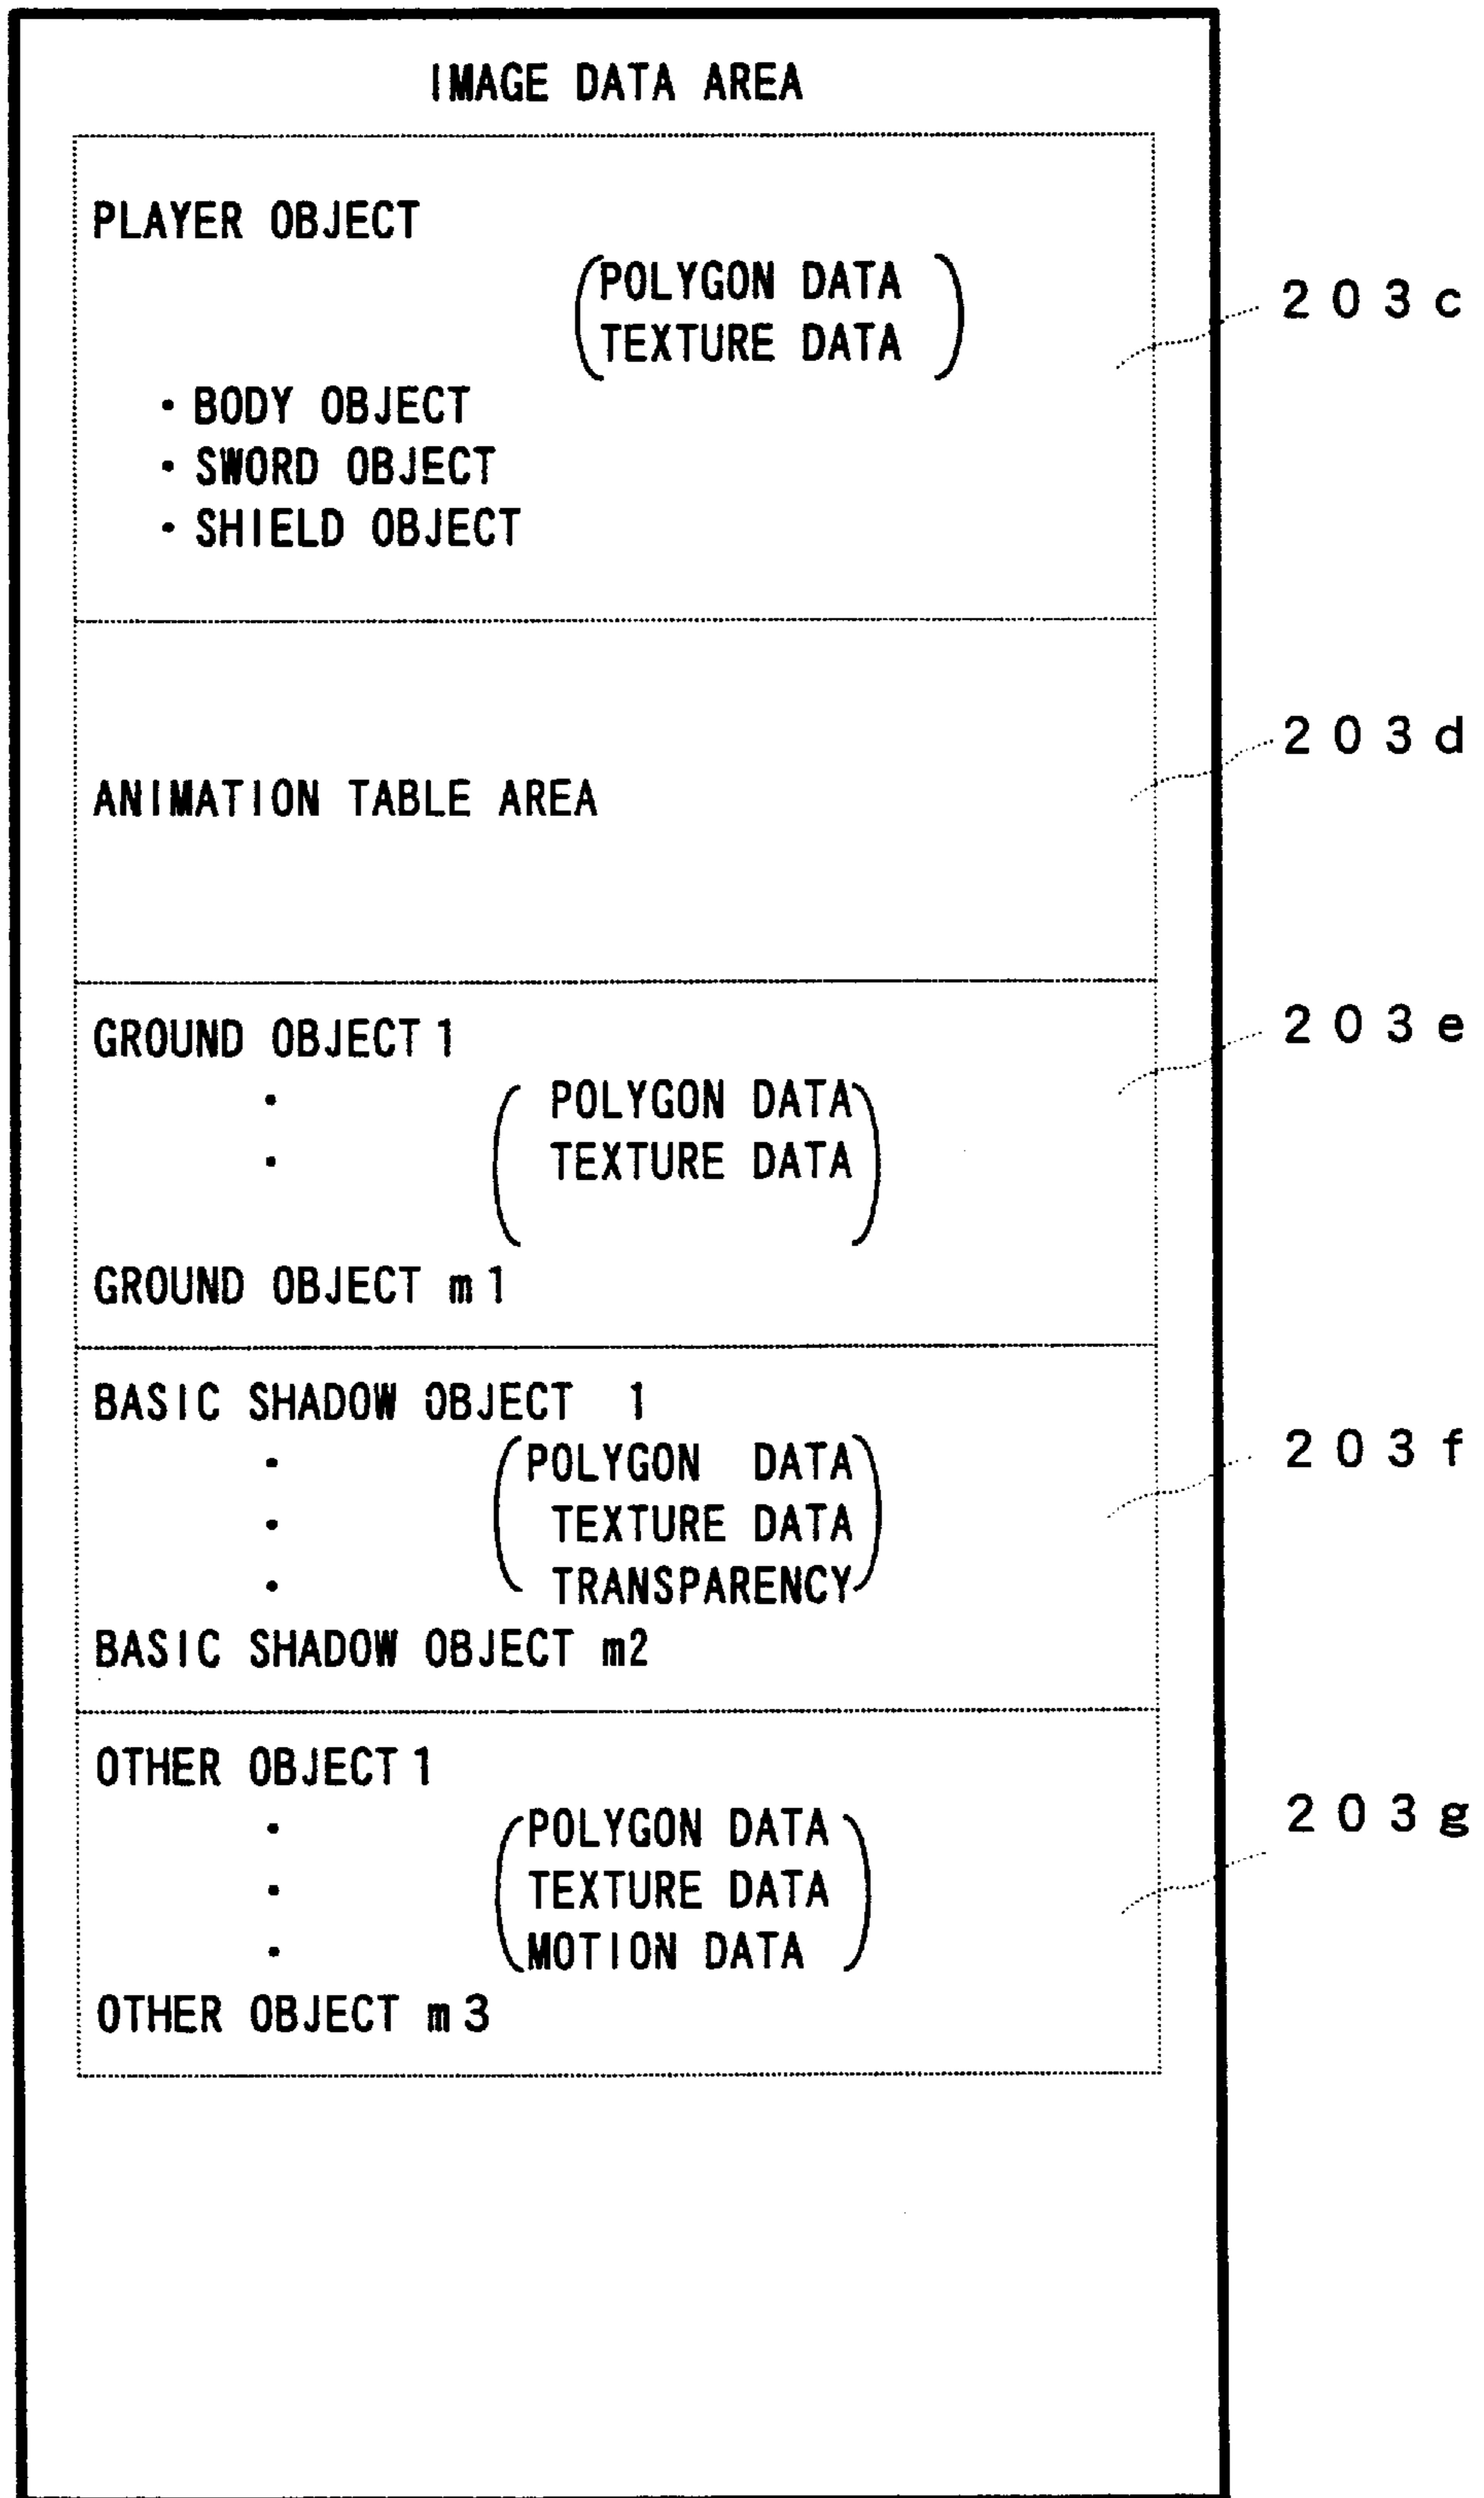 IMAGE DATA AREA
PLAYER OBJECT
(POLYGON DATA
TEXTURE DATA)
203c
・BODY OBJECT
・SWORD OBJECT
・SHIELD OBJECT
203d
ANIMATION TABLE AREA
203e
GROUND OBJECT 1
・ (POLYGON DATA
・ TEXTURE DATA)
GROUND OBJECT m1
BASIC SHADOW OBJECT 1
203f
・ (POLYGON DATA
・ TEXTURE DATA
・ TRANSPARENCY)
BASIC SHADOW OBJECT m2
OTHER OBJECT 1
203g
・ (POLYGON DATA
・ TEXTURE DATA
・ MOTION DATA)
OTHER OBJECT m3